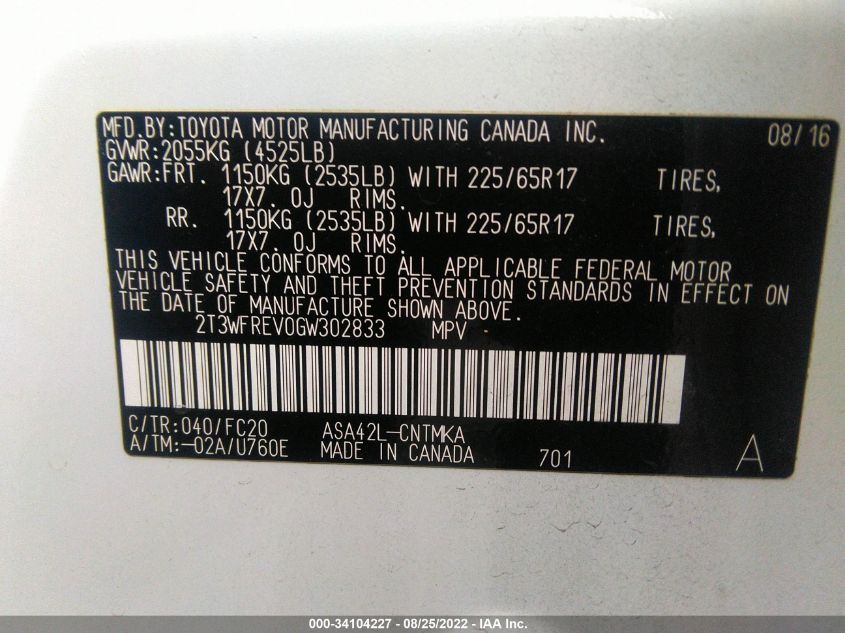 MFD.BY:TOYOTA MOTOR MANUFACTURING CANADA INC. 08/16
GVWR:2055KG (4525LB)
GAWR:FRT. 1150KG (2535LB) WITH 225/65R17 TIRES,
17X7.0J RIMS.
RR. 1150KG (2535LB) WITH 225/65R17 TIRES,
17X7.0J RIMS.
THIS VEHICLE CONFORMS TO ALL APPLICABLE FEDERAL MOTOR
VEHICLE SAFETY AND THEFT PREVENTION STANDARDS IN EFFECT ON
THE DATE OF MANUFACTURE SHOWN ABOVE.
2T3WFREV0GW302833 MPV
C/TR:040/FC20 ASA42L-CNTMKA
A/TM:-02A/U760E MADE IN CANADA 701 A
000-34104227 - 08/25/2022 - IAA Inc.